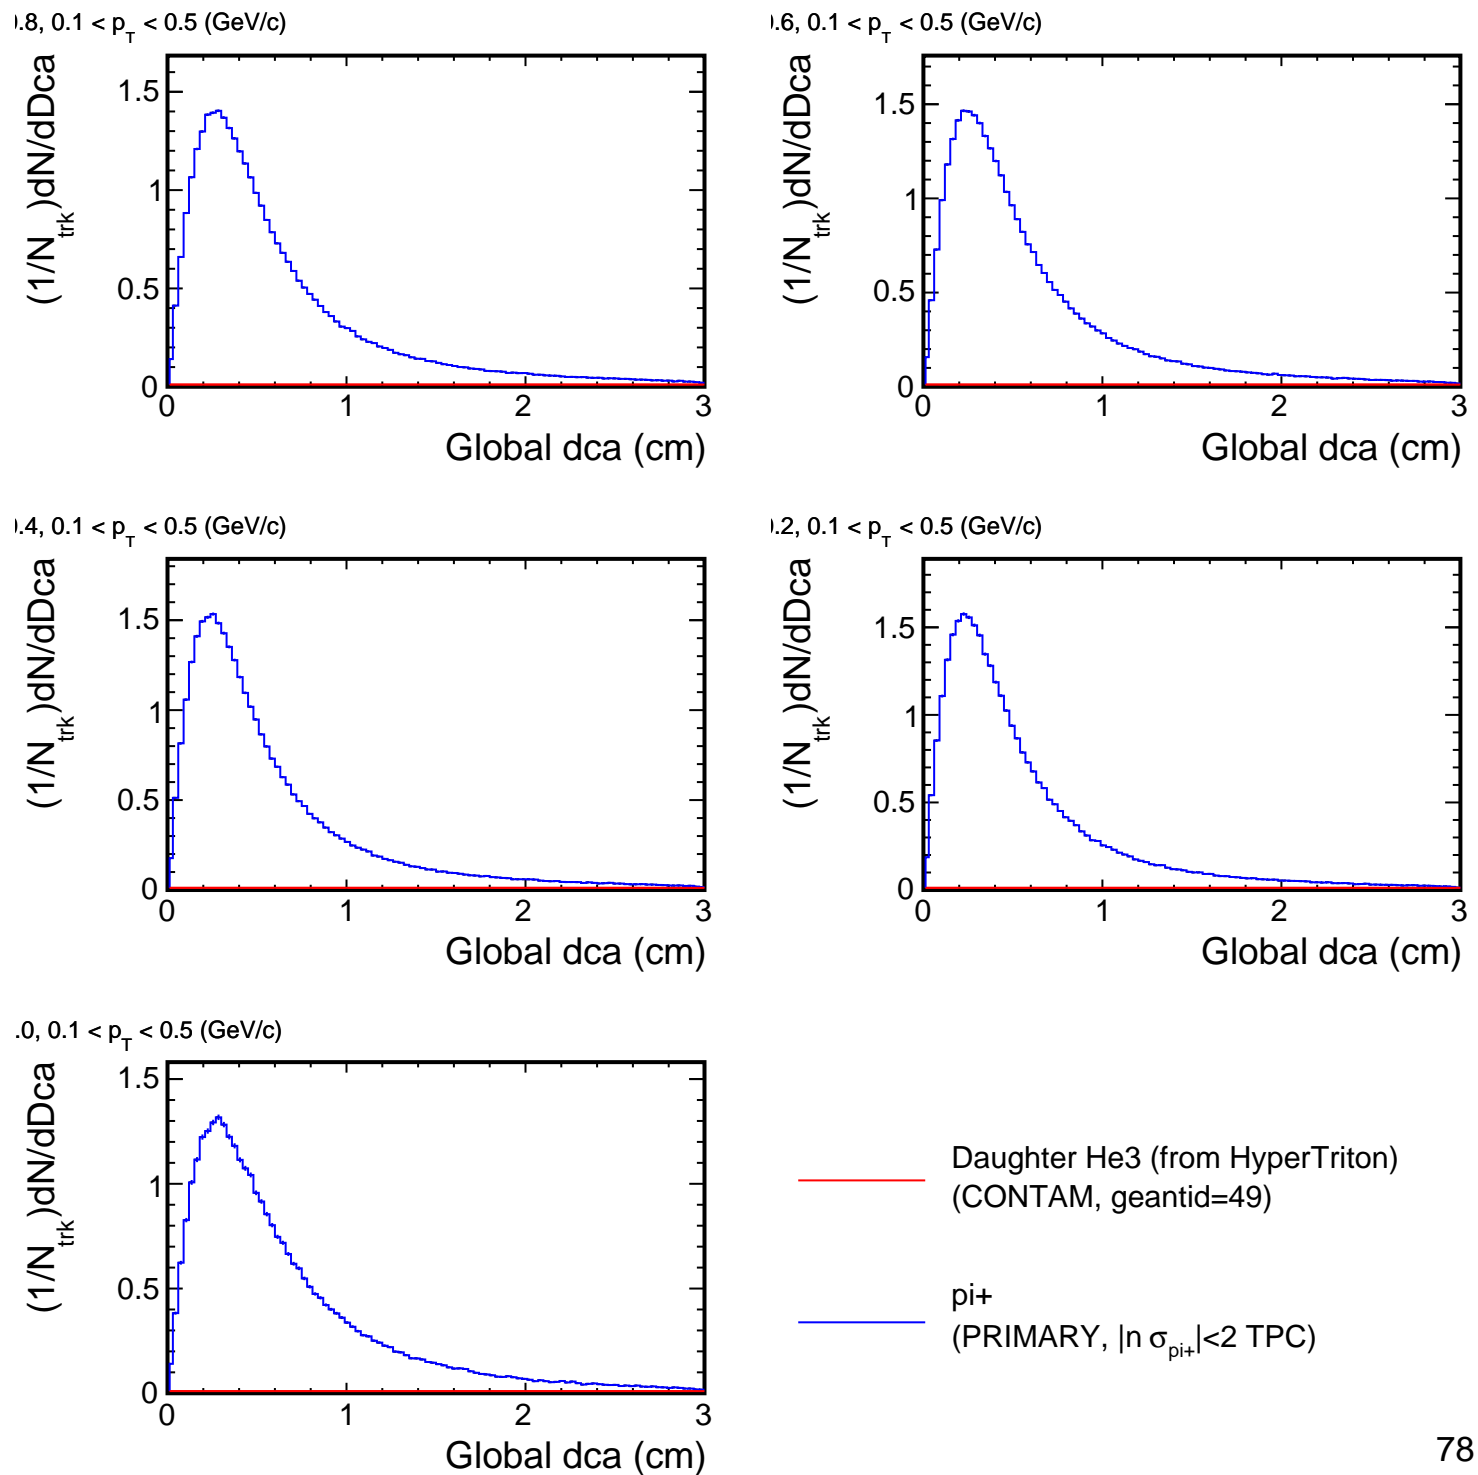 .8, 0.1 < p_T < 0.5 (GeV/c)
(1/N_trk)dN/dDca
1.5
1
0.5
0
0 1 2 3
Global dca (cm)
.6, 0.1 < p_T < 0.5 (GeV/c)
(1/N_trk)dN/dDca
1.5
1
0.5
0
0 1 2 3
Global dca (cm)
.4, 0.1 < p_T < 0.5 (GeV/c)
(1/N_trk)dN/dDca
1.5
1
0.5
0
0 1 2 3
Global dca (cm)
.2, 0.1 < p_T < 0.5 (GeV/c)
(1/N_trk)dN/dDca
1.5
1
0.5
0
0 1 2 3
Global dca (cm)
.0, 0.1 < p_T < 0.5 (GeV/c)
(1/N_trk)dN/dDca
1.5
1
0.5
0
0 1 2 3
Global dca (cm)
Daughter He3 (from HyperTriton)
(CONTAM, geantid=49)
pi+
(PRIMARY, |n σ_pi+|<2 TPC)
78